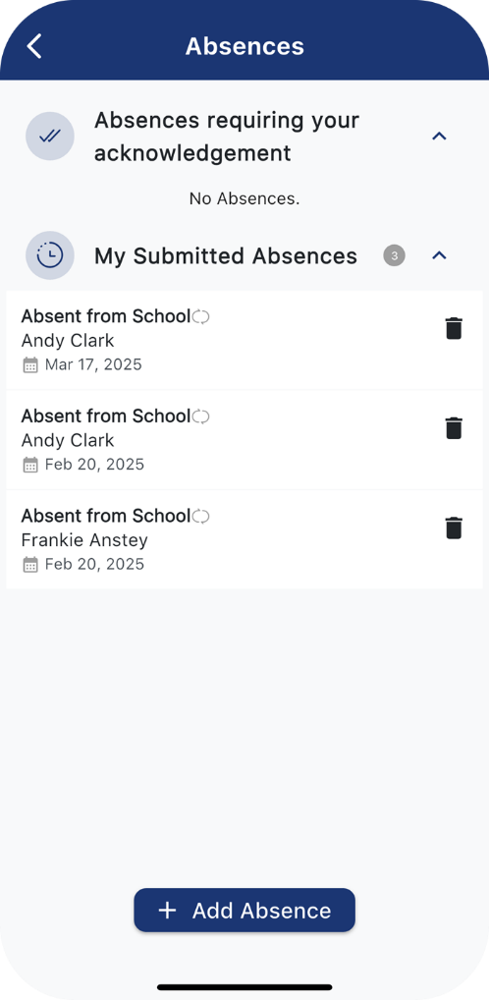 Absences
Absences requiring your
acknowledgement
No Absences.
My Submitted Absences 3
Absent from School
Andy Clark
Mar 17, 2025
Absent from School
Andy Clark
Feb 20, 2025
Absent from School
Frankie Anstey
Feb 20, 2025
+ Add Absence